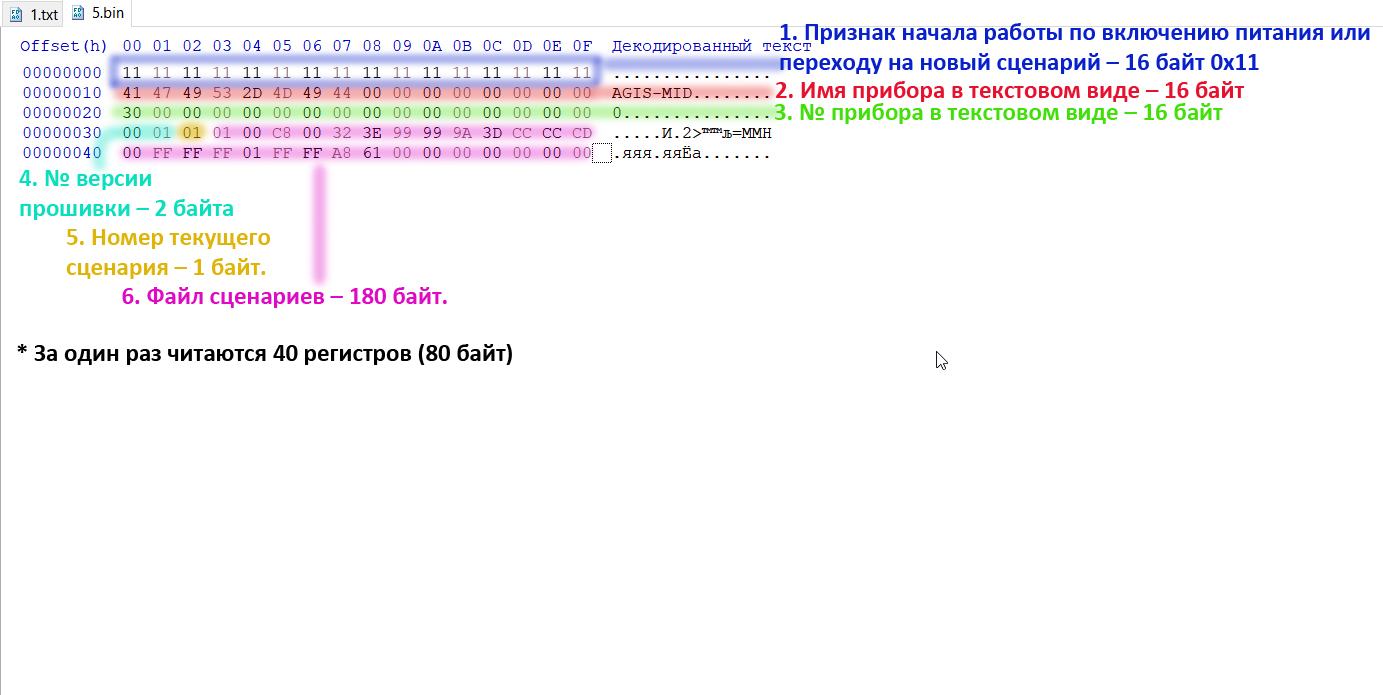 1.txt 5.bin
Offset(h) 00 01 02 03 04 05 06 07 08 09 0A 0B 0C 0D 0E 0F Декодированный текст
00000000 11 11 11 11 11 11 11 11 11 11 11 11 11 11 11 11 ................
00000010 41 47 49 53 2D 4D 49 44 00 00 00 00 00 00 00 00 AGIS-MID........
00000020 30 00 00 00 00 00 00 00 00 00 00 00 00 00 00 00 0...............
00000030 00 01 01 01 00 C8 00 32 3E 99 99 9A 3D CC CC CD .....И.2>™™љ=ММН
00000040 00 FF FF FF 01 FF FF A8 61 00 00 00 00 00 00 00 .яяя.яяЁа.......
1. Признак начала работы по включению питания или
переходу на новый сценарий – 16 байт 0x11
2. Имя прибора в текстовом виде – 16 байт
3. № прибора в текстовом виде – 16 байт
4. № версии
прошивки – 2 байта
5. Номер текущего
сценария – 1 байт.
6. Файл сценариев – 180 байт.
* За один раз читаются 40 регистров (80 байт)